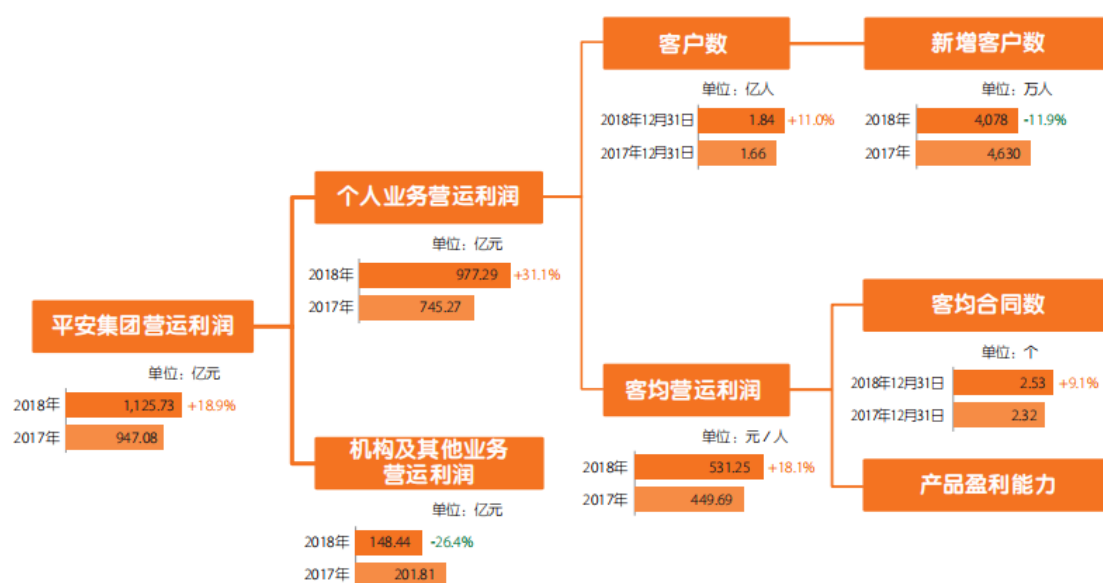 客户数
新增客户数
单位：亿人
单位：万人
2018年12月31日 1.84 +11.0%
2018年 4,078 -11.9%
2017年12月31日 1.66
2017年 4,630
个人业务营运利润
单位：亿元
2018年 977.29 +31.1%
2017年 745.27
客均合同数
单位：个
2018年12月31日 2.53 +9.1%
2017年12月31日 2.32
平安集团营运利润
单位：亿元
2018年 1,125.73 +18.9%
2017年 947.08
客均营运利润
单位：元/人
2018年 531.25 +18.1%
2017年 449.69
机构及其他业务
营运利润
单位：亿元
2018年 148.44 -26.4%
2017年 201.81
产品盈利能力